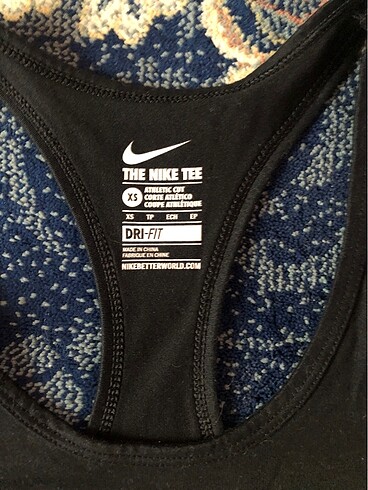 THE NIKE TEE
XS
ATHLETIC CUT
CORTE ATLÉTICO
COUPE ATHLÉTIQUE
XS TP ECH EP
DRI-FIT
MADE IN CHINA
FABRIQUÉ EN CHINE
NIKEBETTERWORLD.COM